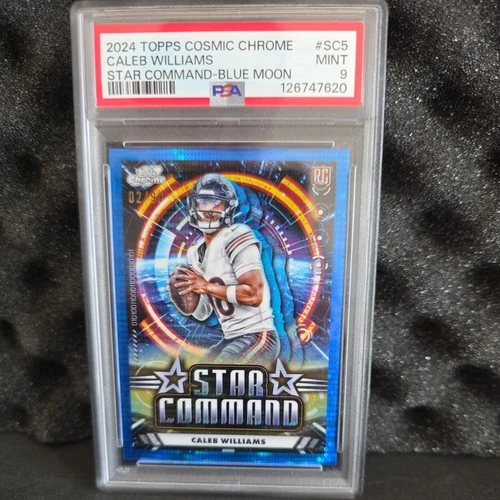 2024 TOPPS COSMIC CHROME #SC5
CALEB WILLIAMS MINT
STAR COMMAND-BLUE MOON 9
PSA 126747620
RC
STAR
COMMAND
CALEB WILLIAMS